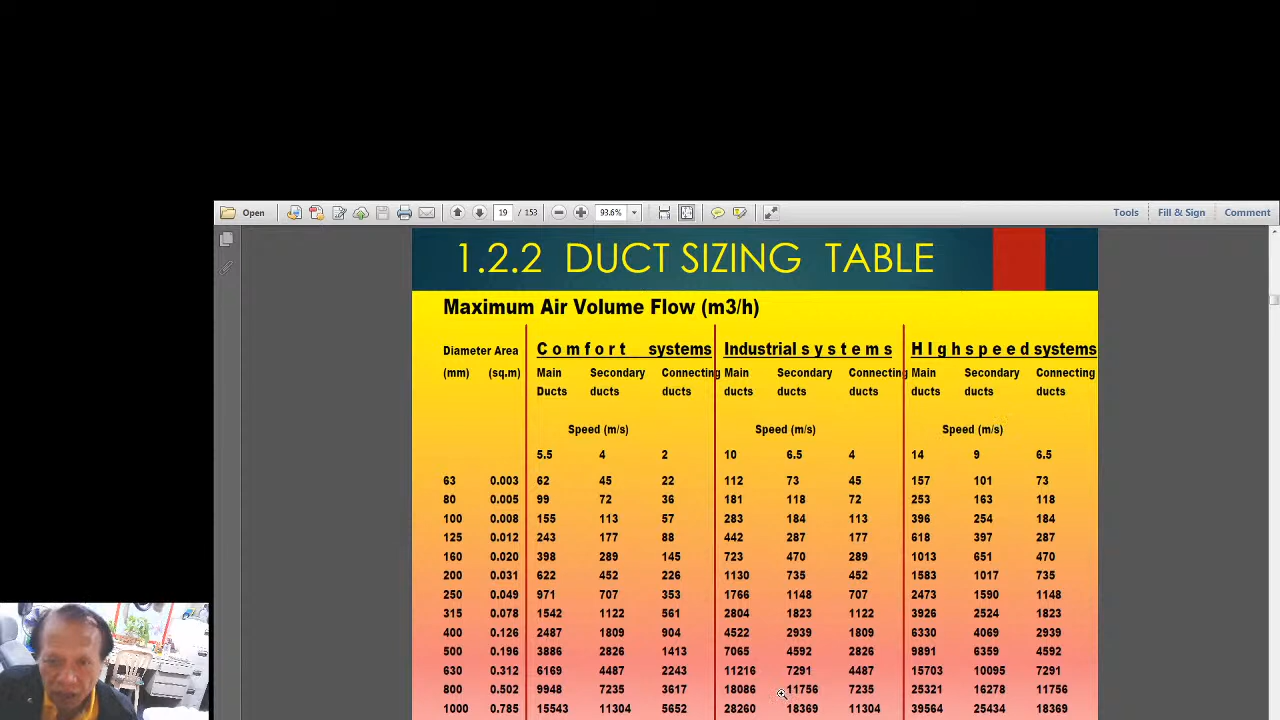 Open 19 / 153 93.6% Tools Fill & Sign Comment
1.2.2 DUCT SIZING TABLE
Maximum Air Volume Flow (m3/h)
Diameter Area C o m f o r t systems Industrial s y s t e m s H I g h s p e e d systems
(mm) (sq.m) Main Secondary Connecting Main Secondary Connecting Main Secondary Connecting
Ducts ducts ducts ducts ducts ducts ducts ducts ducts
Speed (m/s) Speed (m/s) Speed (m/s)
5.5 4 2 10 6.5 4 14 9 6.5
63 0.003 62 45 22 112 73 45 157 101 73
80 0.005 99 72 36 181 118 72 253 163 118
100 0.008 155 113 57 283 184 113 396 254 184
125 0.012 243 177 88 442 287 177 618 397 287
160 0.020 398 289 145 723 470 289 1013 651 470
200 0.031 622 452 226 1130 735 452 1583 1017 735
250 0.049 971 707 353 1766 1148 707 2473 1590 1148
315 0.078 1542 1122 561 2804 1823 1122 3926 2524 1823
400 0.126 2487 1809 904 4522 2939 1809 6330 4069 2939
500 0.196 3886 2826 1413 7065 4592 2826 9891 6359 4592
630 0.312 6169 4487 2243 11216 7291 4487 15703 10095 7291
800 0.502 9948 7235 3617 18086 11756 7235 25321 16278 11756
1000 0.785 15543 11304 5652 28260 18369 11304 39564 25434 18369